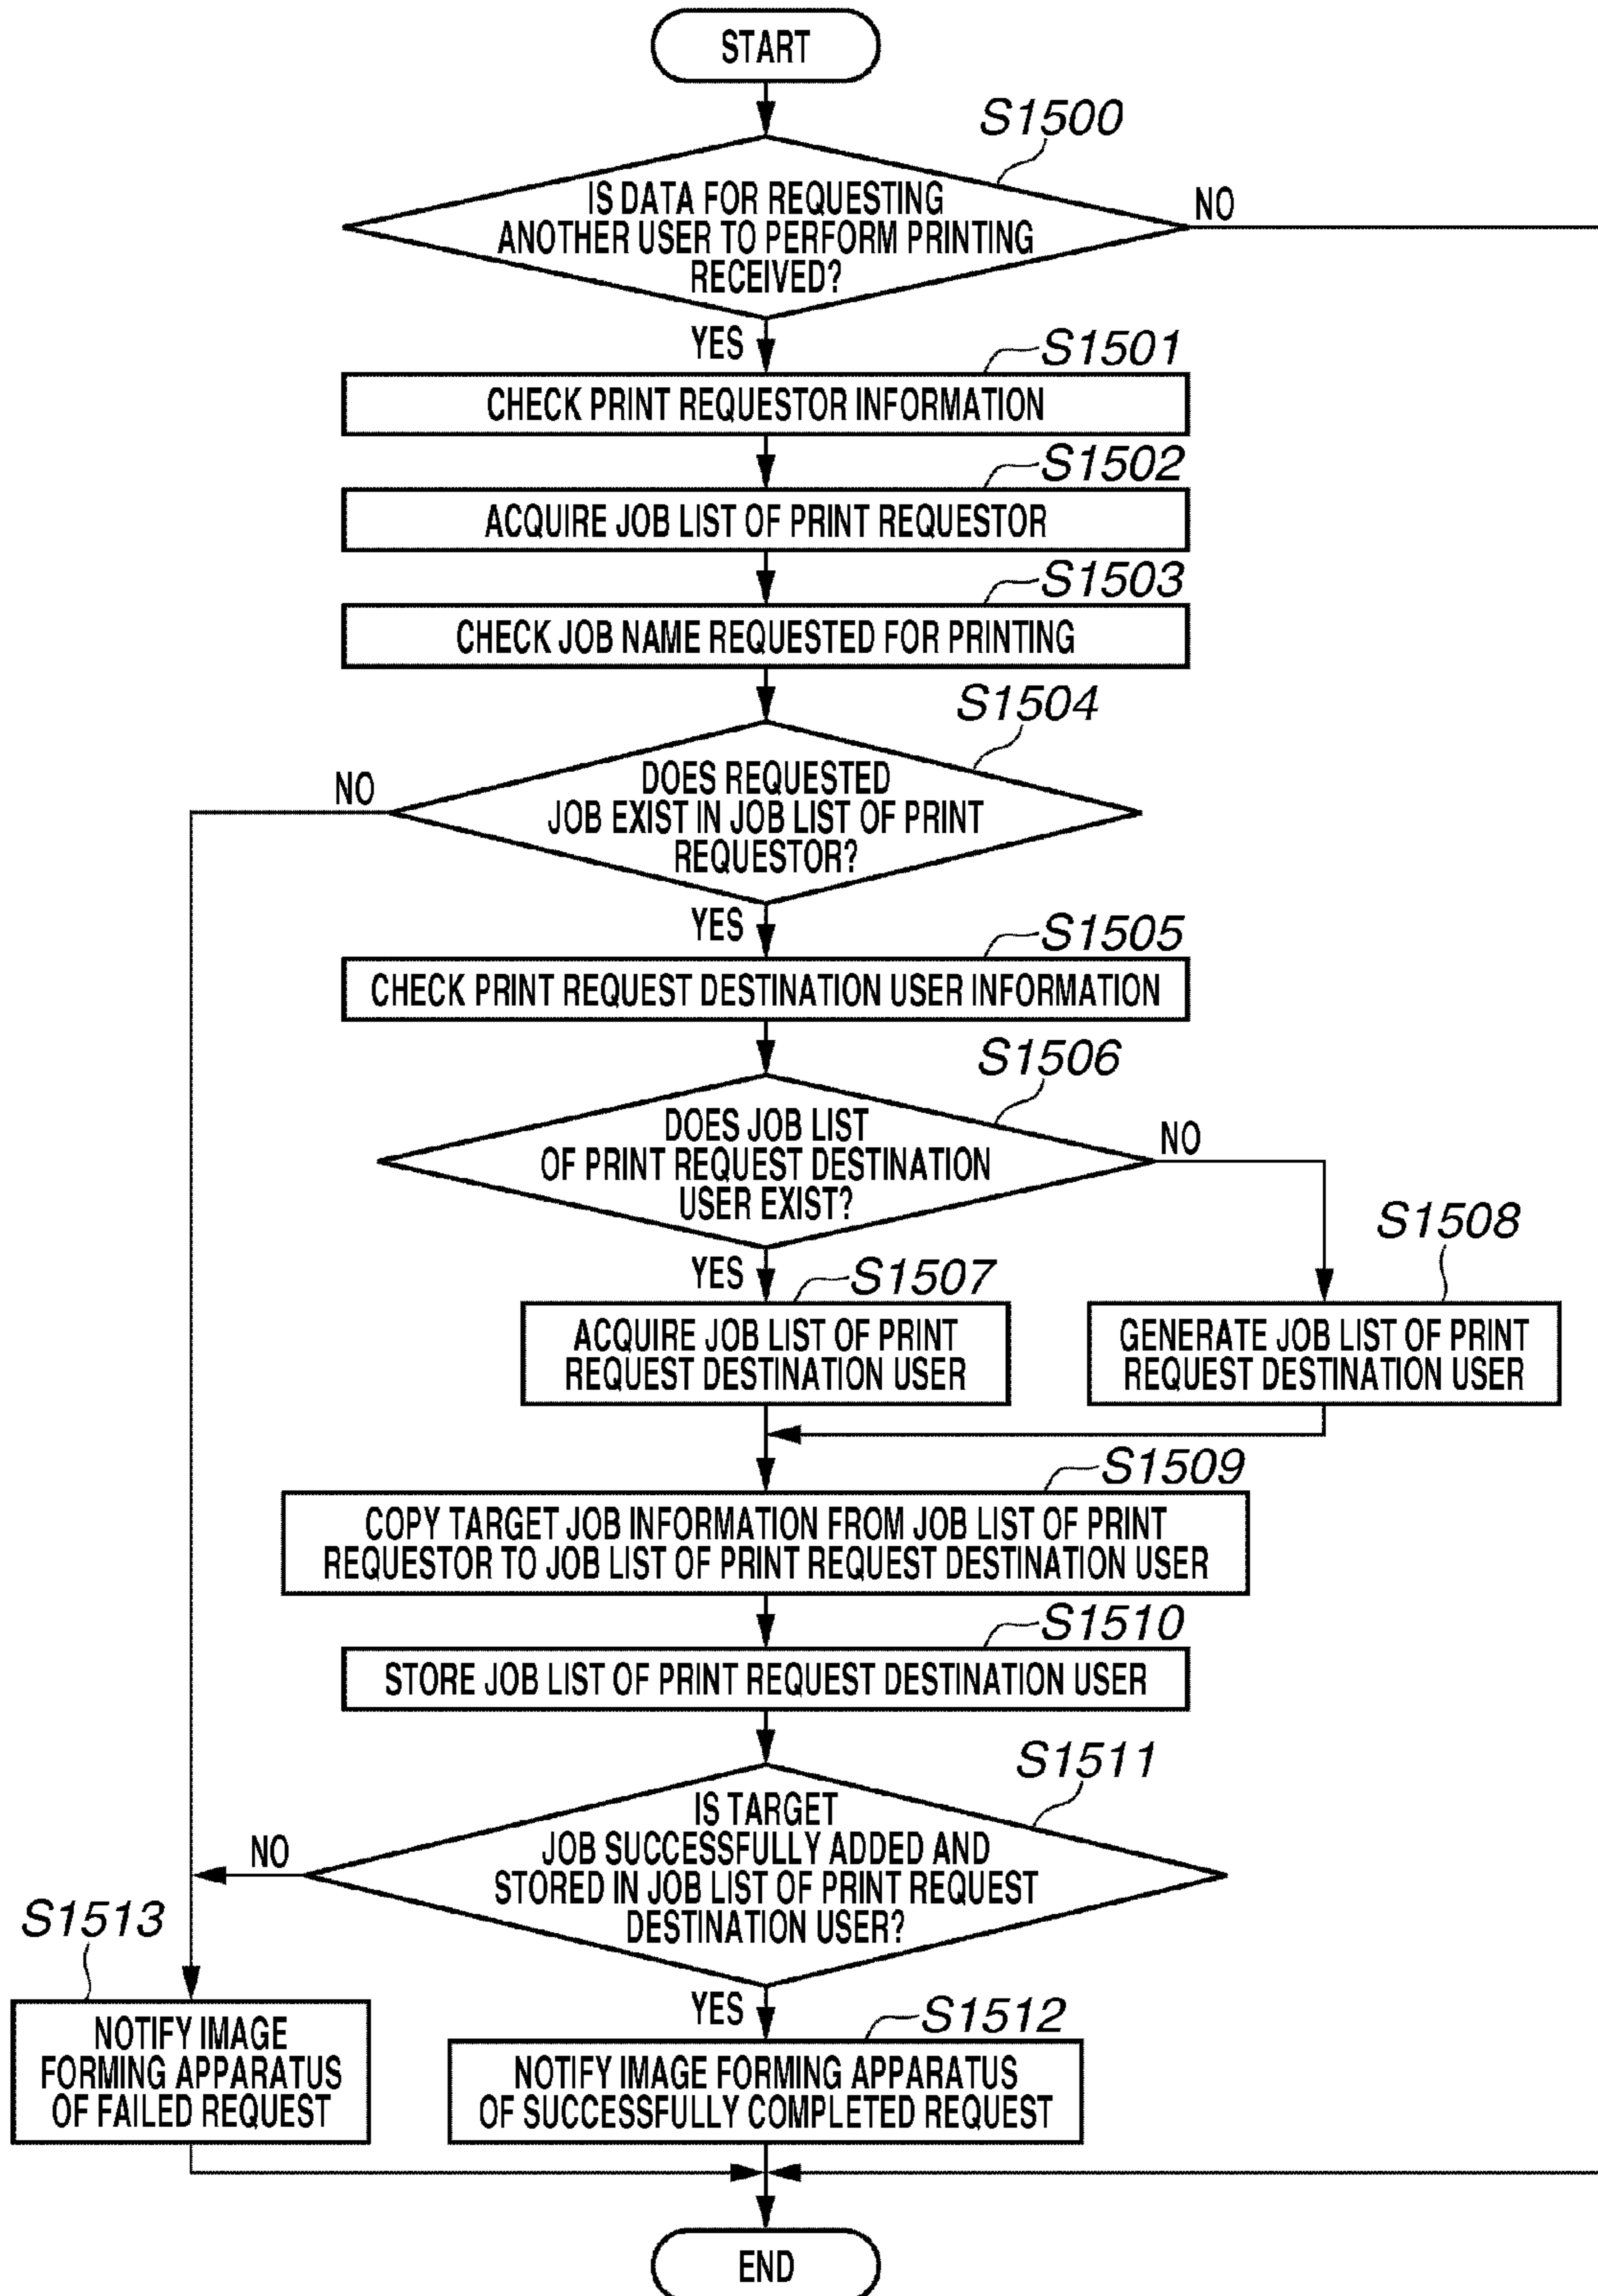 START
S1500
IS DATA FOR REQUESTING
ANOTHER USER TO PERFORM PRINTING
RECEIVED?
NO
YES
S1501
CHECK PRINT REQUESTOR INFORMATION
S1502
ACQUIRE JOB LIST OF PRINT REQUESTOR
S1503
CHECK JOB NAME REQUESTED FOR PRINTING
S1504
DOES REQUESTED
JOB EXIST IN JOB LIST OF PRINT
REQUESTOR?
NO
YES
S1505
CHECK PRINT REQUEST DESTINATION USER INFORMATION
S1506
DOES JOB LIST
OF PRINT REQUEST DESTINATION
USER EXIST?
NO
YES
S1507
ACQUIRE JOB LIST OF PRINT
REQUEST DESTINATION USER
S1508
GENERATE JOB LIST OF PRINT
REQUEST DESTINATION USER
S1509
COPY TARGET JOB INFORMATION FROM JOB LIST OF PRINT
REQUESTOR TO JOB LIST OF PRINT REQUEST DESTINATION USER
S1510
STORE JOB LIST OF PRINT REQUEST DESTINATION USER
S1511
IS TARGET
JOB SUCCESSFULLY ADDED AND
STORED IN JOB LIST OF PRINT REQUEST
DESTINATION USER?
NO
YES
S1513
NOTIFY IMAGE
FORMING APPARATUS
OF FAILED REQUEST
S1512
NOTIFY IMAGE FORMING APPARATUS
OF SUCCESSFULLY COMPLETED REQUEST
END